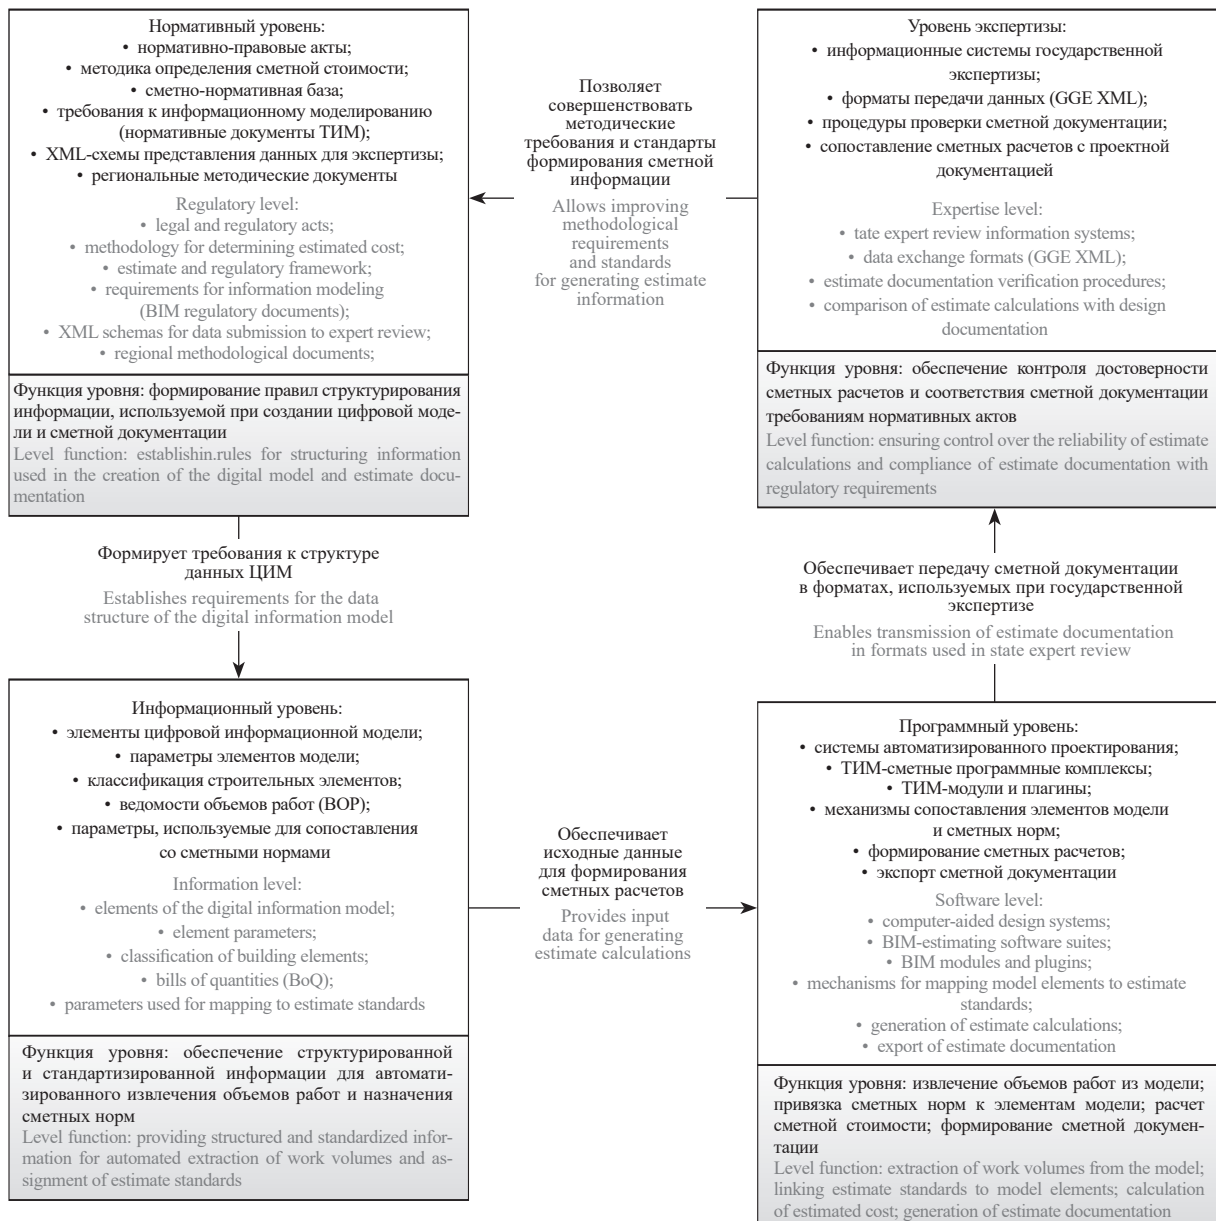 Нормативный уровень:
• нормативно-правовые акты;
• методика определения сметной стоимости;
• сметно-нормативная база;
• требования к информационному моделированию
(нормативные документы ТИМ);
• XML-схемы представления данных для экспертизы;
• региональные методические документы
Regulatory level:
• legal and regulatory acts;
• methodology for determining estimated cost;
• estimate and regulatory framework;
• requirements for information modeling
(BIM regulatory documents);
• XML schemas for data submission to expert review;
• regional methodological documents;
Функция уровня: формирование правил структурирования
информации, используемой при создании цифровой моде-
ли и сметной документации
Level function: establishin.rules for structuring information
used in the creation of the digital model and estimate docu-
mentation
Позволяет
совершенствовать
методические
требования и стандарты
формирования сметной
информации
Allows improving
methodological
requirements
and standards
for generating estimate
information
Уровень экспертизы:
• информационные системы государственной
экспертизы;
• форматы передачи данных (GGE XML);
• процедуры проверки сметной документации;
• сопоставление сметных расчетов с проектной
документацией
Expertise level:
• tate expert review information systems;
• data exchange formats (GGE XML);
• estimate documentation verification procedures;
• comparison of estimate calculations with design
documentation
Функция уровня: обеспечение контроля достоверности
сметных расчетов и соответствия сметной документации
требованиям нормативных актов
Level function: ensuring control over the reliability of estimate
calculations and compliance of estimate documentation with
regulatory requirements
Формирует требования к структуре
данных ЦИМ
Establishes requirements for the data
structure of the digital information model
Обеспечивает передачу сметной документации
в форматах, используемых при государственной
экспертизе
Enables transmission of estimate documentation
in formats used in state expert review
Информационный уровень:
• элементы цифровой информационной модели;
• параметры элементов модели;
• классификация строительных элементов;
• ведомости объемов работ (ВОР);
• параметры, используемые для сопоставления
со сметными нормами
Information level:
• elements of the digital information model;
• element parameters;
• classification of building elements;
• bills of quantities (BoQ);
• parameters used for mapping to estimate standards
Функция уровня: обеспечение структурированной
и стандартизированной информации для автомати-
зированного извлечения объемов работ и назначения
сметных норм
Level function: providing structured and standardized infor-
mation for automated extraction of work volumes and as-
signment of estimate standards
Обеспечивает
исходные данные
для формирования
сметных расчетов
Provides input
data for generating
estimate calculations
Программный уровень:
• системы автоматизированного проектирования;
• ТИМ-сметные программные комплексы;
• ТИМ-модули и плагины;
• механизмы сопоставления элементов модели
и сметных норм;
• формирование сметных расчетов;
• экспорт сметной документации
Software level:
• computer-aided design systems;
• BIM-estimating software suites;
• BIM modules and plugins;
• mechanisms for mapping model elements to estimate
standards;
• generation of estimate calculations;
• export of estimate documentation
Функция уровня: извлечение объемов работ из модели;
привязка сметных норм к элементам модели; расчет
сметной стоимости; формирование сметной докумен-
тации
Level function: extraction of work volumes from the model;
linking estimate standards to model elements; calculation
of estimated cost; generation of estimate documentation